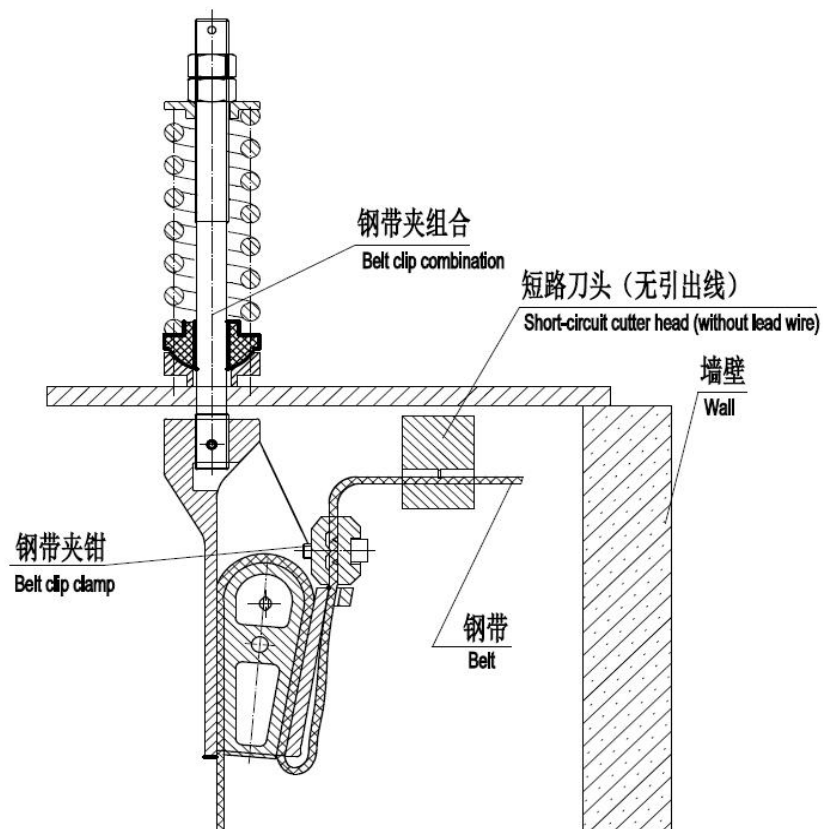 钢带夹组合
Belt clip combination
短路刀头（无引出线）
Short-circuit cutter head (without lead wire)
墙壁
Wall
钢带夹钳
Belt clip clamp
钢带
Belt